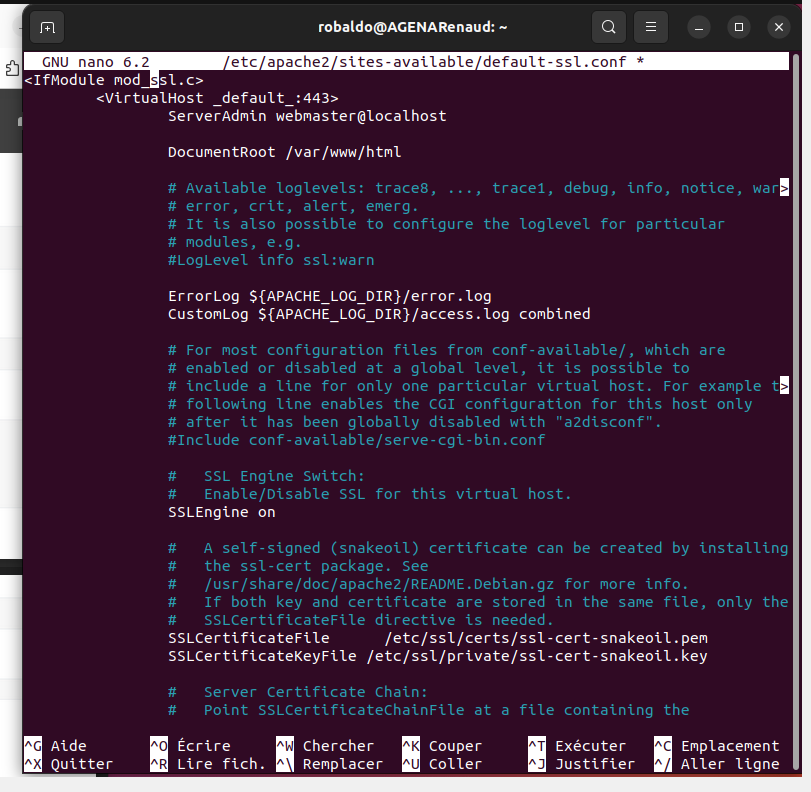 robaldo@AGENARenaud: ~
GNU nano 6.2 /etc/apache2/sites-available/default-ssl.conf *
<IfModule mod_ssl.c>
<VirtualHost _default_:443>
ServerAdmin webmaster@localhost
DocumentRoot /var/www/html
# Available loglevels: trace8, ..., trace1, debug, info, notice, war>
# error, crit, alert, emerg.
# It is also possible to configure the loglevel for particular
# modules, e.g.
#LogLevel info ssl:warn
ErrorLog ${APACHE_LOG_DIR}/error.log
CustomLog ${APACHE_LOG_DIR}/access.log combined
# For most configuration files from conf-available/, which are
# enabled or disabled at a global level, it is possible to
# include a line for only one particular virtual host. For example t>
# following line enables the CGI configuration for this host only
# after it has been globally disabled with "a2disconf".
#Include conf-available/serve-cgi-bin.conf
# SSL Engine Switch:
# Enable/Disable SSL for this virtual host.
SSLEngine on
# A self-signed (snakeoil) certificate can be created by installing
# the ssl-cert package. See
# /usr/share/doc/apache2/README.Debian.gz for more info.
# If both key and certificate are stored in the same file, only the
# SSLCertificateFile directive is needed.
SSLCertificateFile /etc/ssl/certs/ssl-cert-snakeoil.pem
SSLCertificateKeyFile /etc/ssl/private/ssl-cert-snakeoil.key
# Server Certificate Chain:
# Point SSLCertificateChainFile at a file containing the
^G Aide ^O Écrire ^W Chercher ^K Couper ^T Exécuter ^C Emplacement
^X Quitter ^R Lire fich. ^\ Remplacer ^U Coller ^J Justifier ^/ Aller ligne